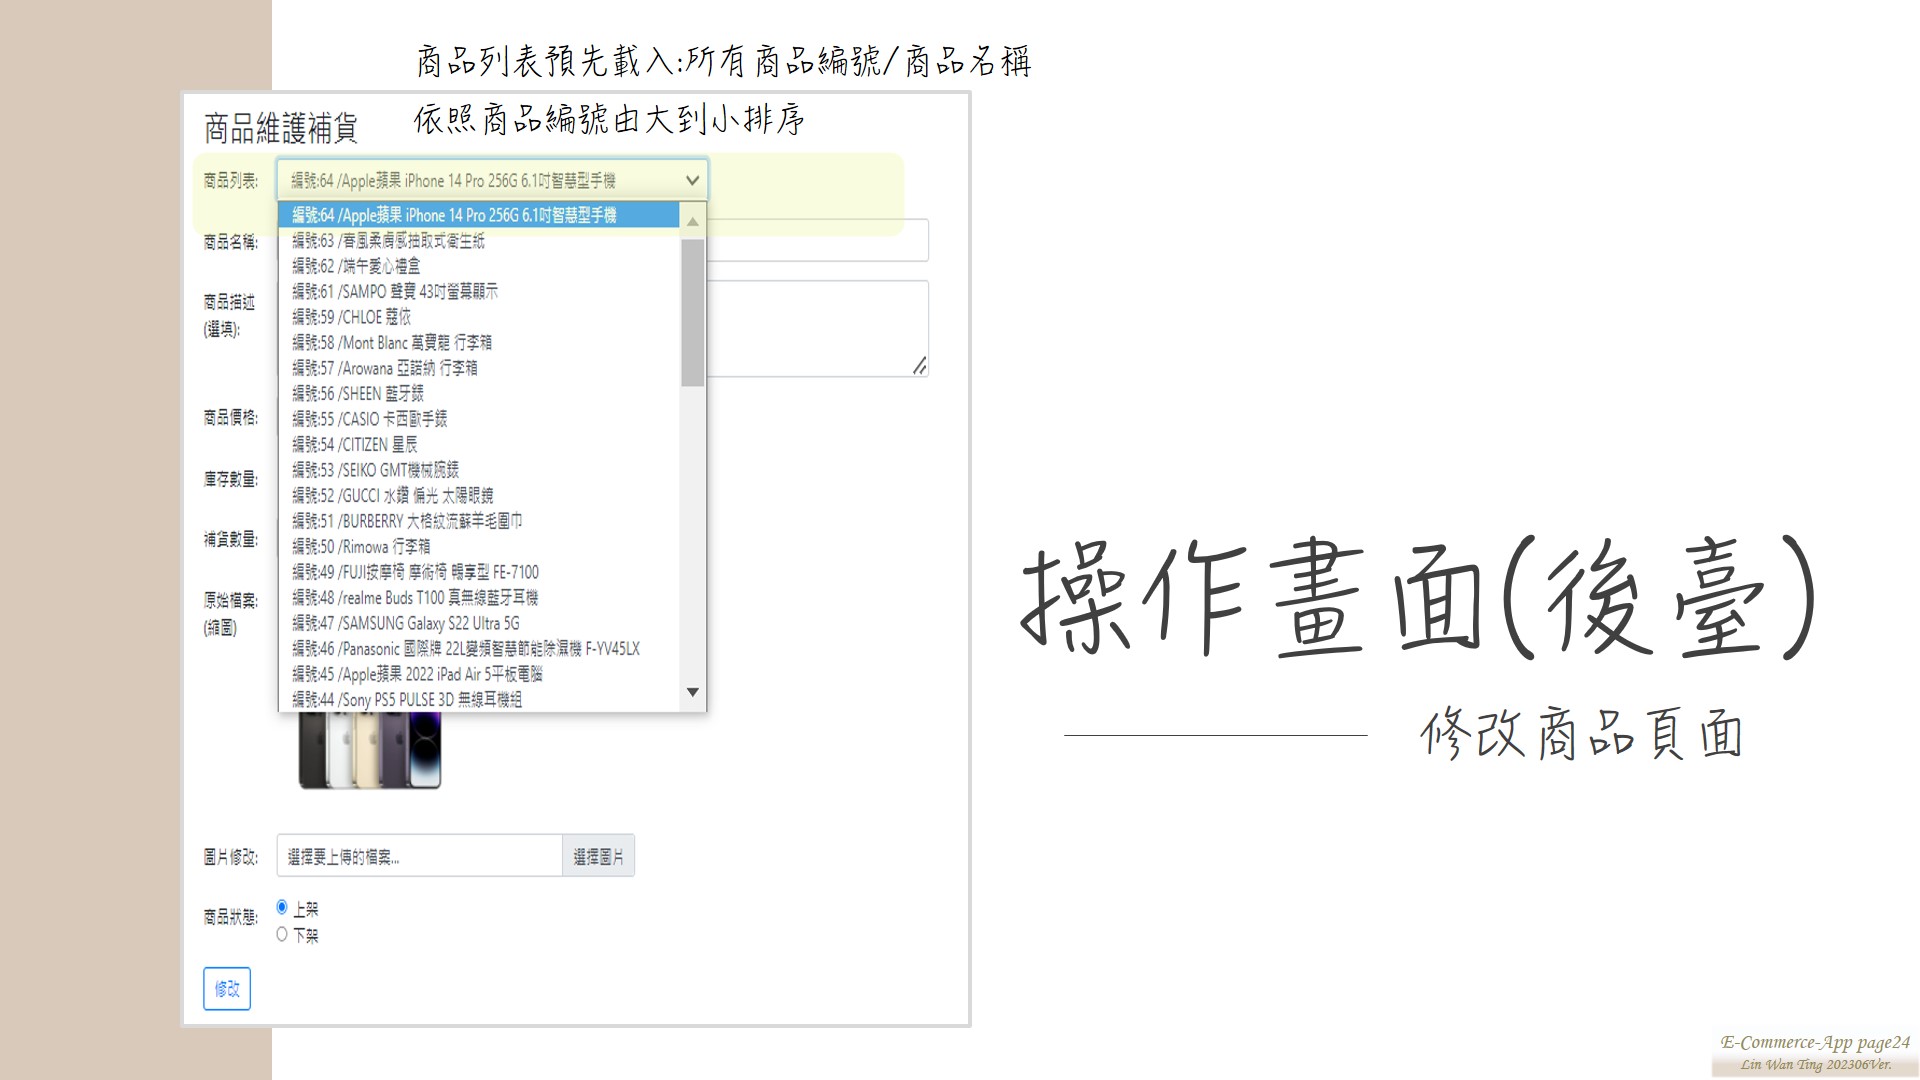 商品列表預先載入:所有商品編號/商品名稱
依照商品編號由大到小排序
商品維護補貨
商品列表:
編號:64 /Apple蘋果 iPhone 14 Pro 256G 6.1吋智慧型手機
編號:64 /Apple蘋果 iPhone 14 Pro 256G 6.1吋智慧型手機
編號:63 /春風柔膚感抽取式衛生紙
編號:62 /端午愛心禮盒
編號:61 /SAMPO 聲寶 43吋螢幕顯示
編號:59 /CHLOE 蔻依
編號:58 /Mont Blanc 萬寶龍 行李箱
編號:57 /Arowana 亞諾納 行李箱
編號:56 /SHEEN 藍牙錶
編號:55 /CASIO 卡西歐手錶
編號:54 /CITIZEN 星辰
編號:53 /SEIKO GMT機械腕錶
編號:52 /GUCCI 水鑽 偏光 太陽眼鏡
編號:51 /BURBERRY 大格紋流蘇羊毛圍巾
編號:50 /Rimowa 行李箱
編號:49 /FUJI按摩椅 摩術椅 暢享型 FE-7100
編號:48 /realme Buds T100 真無線藍牙耳機
編號:47 /SAMSUNG Galaxy S22 Ultra 5G
編號:46 /Panasonic 國際牌 22L變頻智慧節能除濕機 F-YV45LX
編號:45 /Apple蘋果 2022 iPad Air 5平板電腦
編號:44 /Sony PS5 PULSE 3D 無線耳機組
商品名稱:
商品描述
(選填):
商品價格:
庫存數量:
補貨數量:
原始檔案:
(縮圖)
圖片修改:
選擇要上傳的檔案...
選擇圖片
商品狀態:
上架
下架
修改
操作畫面(後臺)
修改商品頁面
E-Commerce-App page24
Lin Wan Ting 202306Ver.